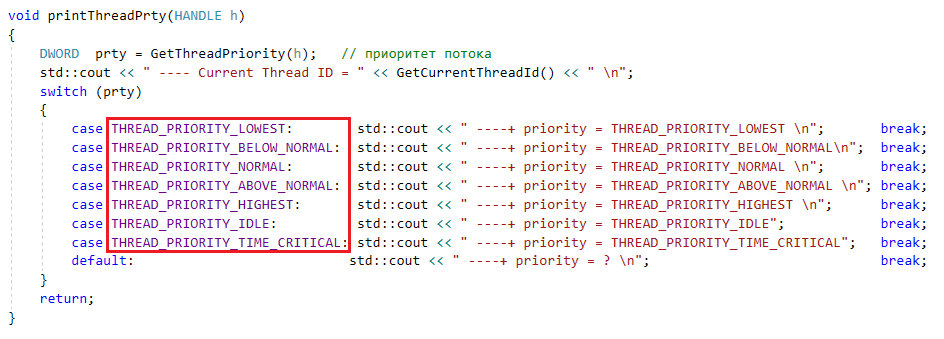 void printThreadPrty(HANDLE h)
{
    DWORD  prty = GetThreadPriority(h);   // приоритет потока
    std::cout << " ---- Current Thread ID = " << GetCurrentThreadId() << " \n";
    switch (prty)
    {
        case THREAD_PRIORITY_LOWEST:        std::cout << " ----+ priority = THREAD_PRIORITY_LOWEST \n";       break;
        case THREAD_PRIORITY_BELOW_NORMAL:  std::cout << " ----+ priority = THREAD_PRIORITY_BELOW_NORMAL\n";  break;
        case THREAD_PRIORITY_NORMAL:        std::cout << " ----+ priority = THREAD_PRIORITY_NORMAL \n";       break;
        case THREAD_PRIORITY_ABOVE_NORMAL:  std::cout << " ----+ priority = THREAD_PRIORITY_ABOVE_NORMAL \n"; break;
        case THREAD_PRIORITY_HIGHEST:       std::cout << " ----+ priority = THREAD_PRIORITY_HIGHEST \n";      break;
        case THREAD_PRIORITY_IDLE:          std::cout << " ----+ priority = THREAD_PRIORITY_IDLE";            break;
        case THREAD_PRIORITY_TIME_CRITICAL: std::cout << " ----+ priority = THREAD_PRIORITY_TIME_CRITICAL";   break;
        default:                           std::cout << " ----+ priority = ? \n";                             break;
    }
    return;
}